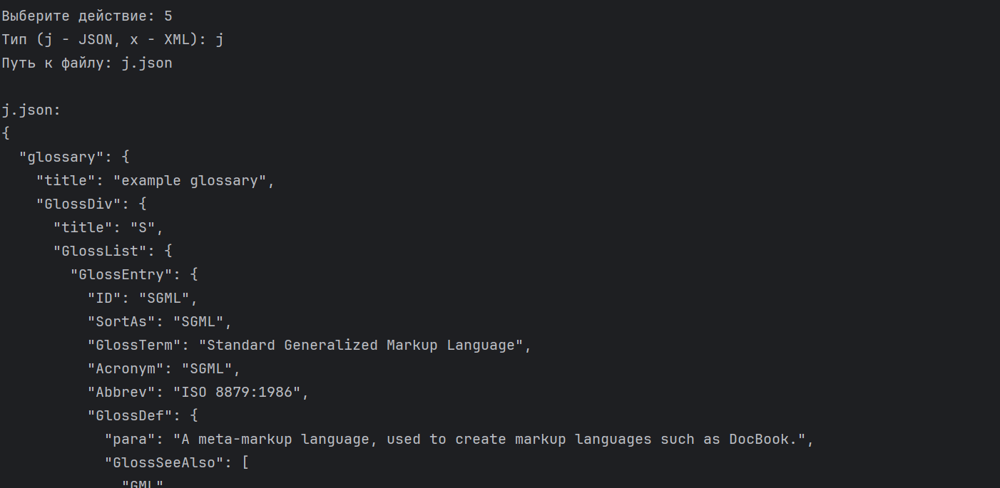 Выберите действие: 5
Тип (j - JSON, x - XML): j
Путь к файлу: j.json

j.json:
{
  "glossary": {
    "title": "example glossary",
    "GlossDiv": {
      "title": "S",
      "GlossList": {
        "GlossEntry": {
          "ID": "SGML",
          "SortAs": "SGML",
          "GlossTerm": "Standard Generalized Markup Language",
          "Acronym": "SGML",
          "Abbrev": "ISO 8879:1986",
          "GlossDef": {
            "para": "A meta-markup language, used to create markup languages such as DocBook.",
            "GlossSeeAlso": [
              "GML"